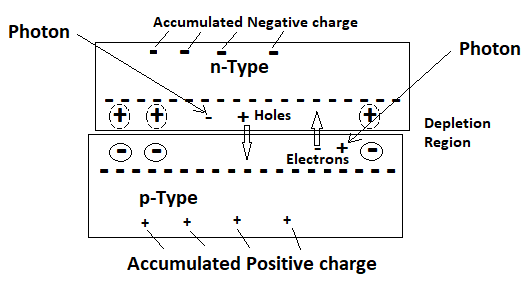 Accumulated Negative charge
Photon
Photon
n-Type
Holes
Depletion
Region
Electrons
p-Type
Accumulated Positive charge